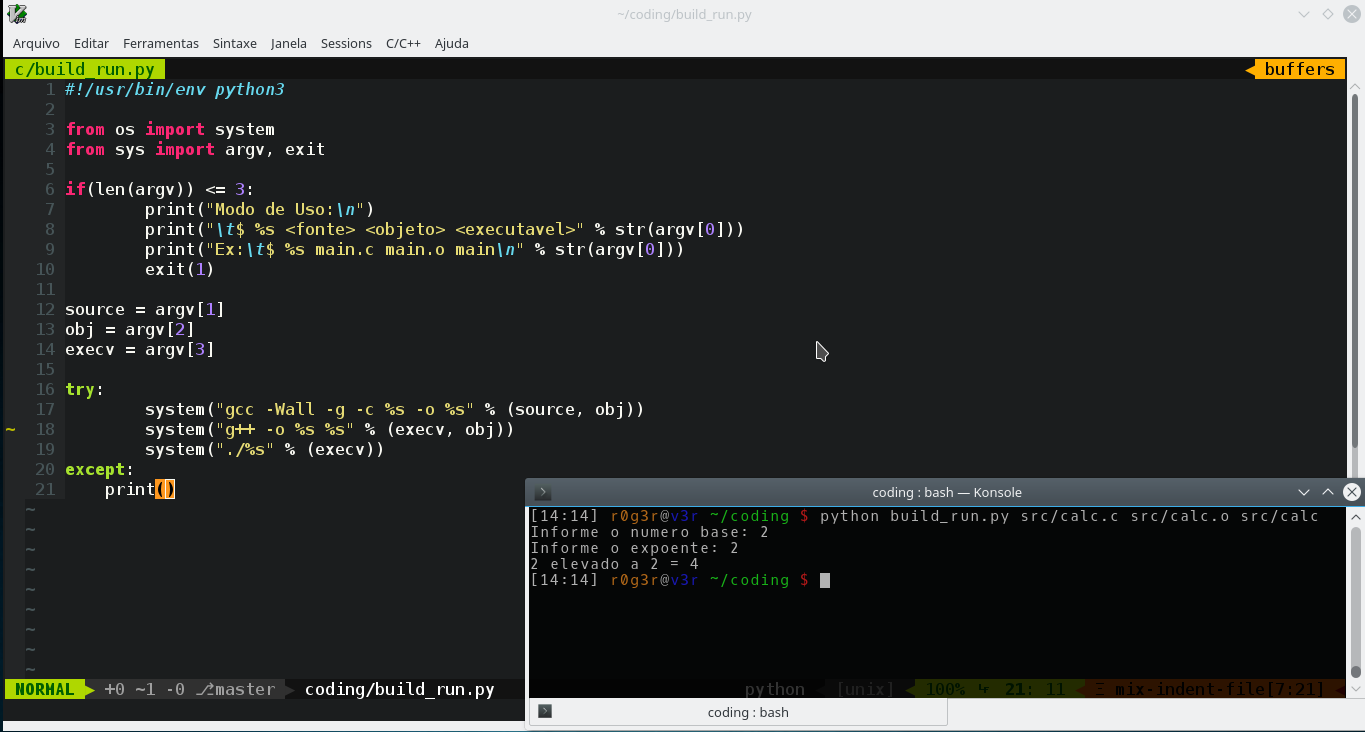 ~/coding/build_run.py
Arquivo Editar Ferramentas Sintaxe Janela Sessions C/C++ Ajuda
c/build_run.py buffers
1 #!/usr/bin/env python3
2
3 from os import system
4 from sys import argv, exit
5
6 if(len(argv)) <= 3:
7 print("Modo de Uso:\n")
8 print("\t$ %s <fonte> <objeto> <executavel>" % str(argv[0]))
9 print("Ex:\t$ %s main.c main.o main\n" % str(argv[0]))
10 exit(1)
11
12 source = argv[1]
13 obj = argv[2]
14 execv = argv[3]
15
16 try:
17 system("gcc -Wall -g -c %s -o %s" % (source, obj))
~ 18 system("g++ -o %s %s" % (execv, obj))
19 system("./%s" % (execv))
20 except:
21 print()
~
~
~
~
~
~
~
~
~
NORMAL +0 ~1 -0 master coding/build_run.py python [unix] 100% 21: 11 Ξ mix-indent-file[7:21]
coding : bash — Konsole
[14:14] r0g3r@v3r ~/coding $ python build_run.py src/calc.c src/calc.o src/calc
Informe o numero base: 2
Informe o expoente: 2
2 elevado a 2 = 4
[14:14] r0g3r@v3r ~/coding $
coding : bash